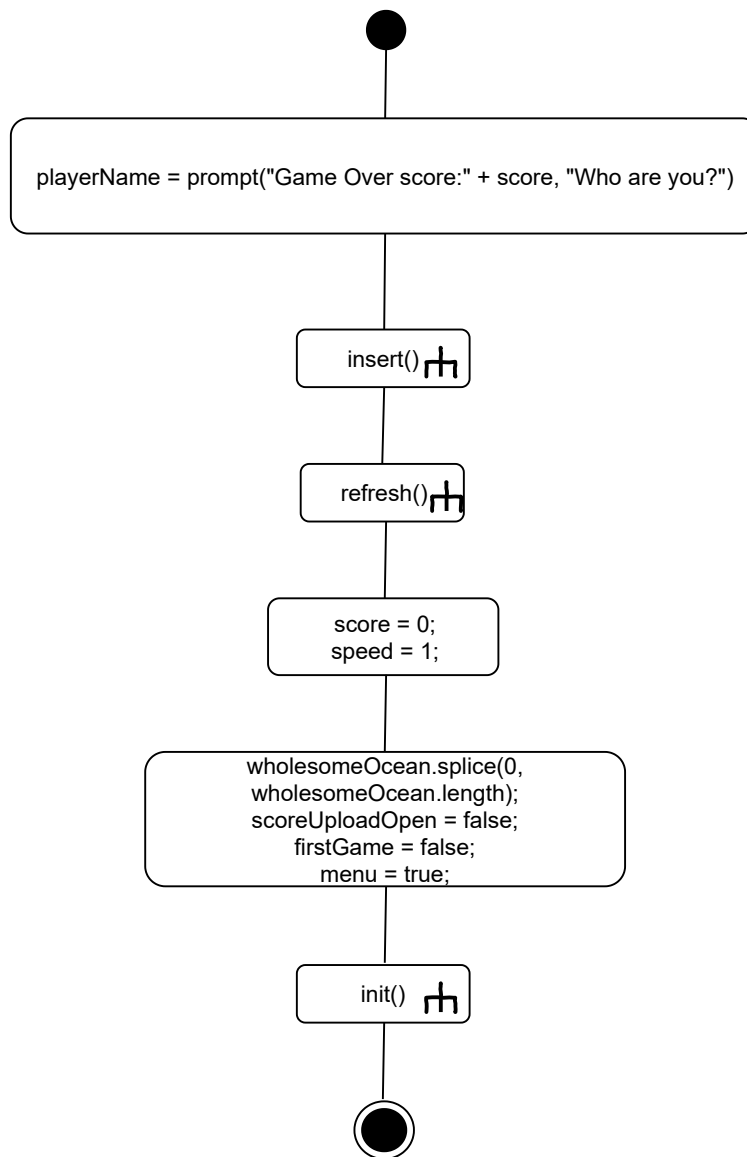 playerName = prompt("Game Over score:" + score, "Who are you?")
insert()
refresh()
score = 0;
speed = 1;
wholesomeOcean.splice(0,
wholesomeOcean.length);
scoreUploadOpen = false;
firstGame = false;
menu = true;
init()